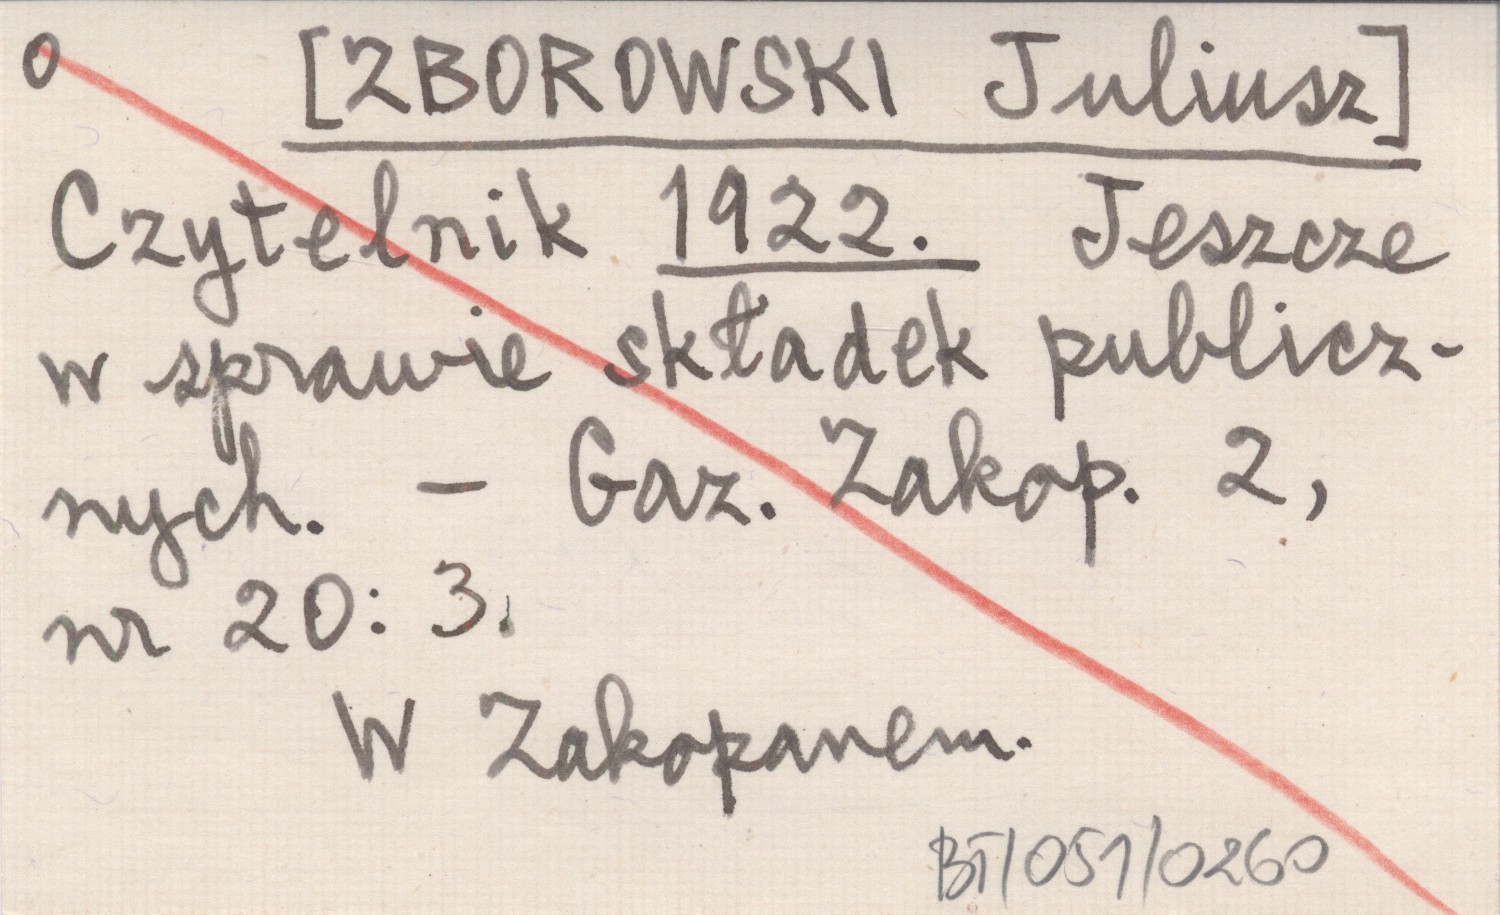 0 [ZBOROWSKI Juliusz]
Czytelnik 1922. Jeszcze
w sprawie składek publicz-
nych. - Gaz. Zakop. 2,
nr 20: 3.
W Zakopanem.
BT/051/0260